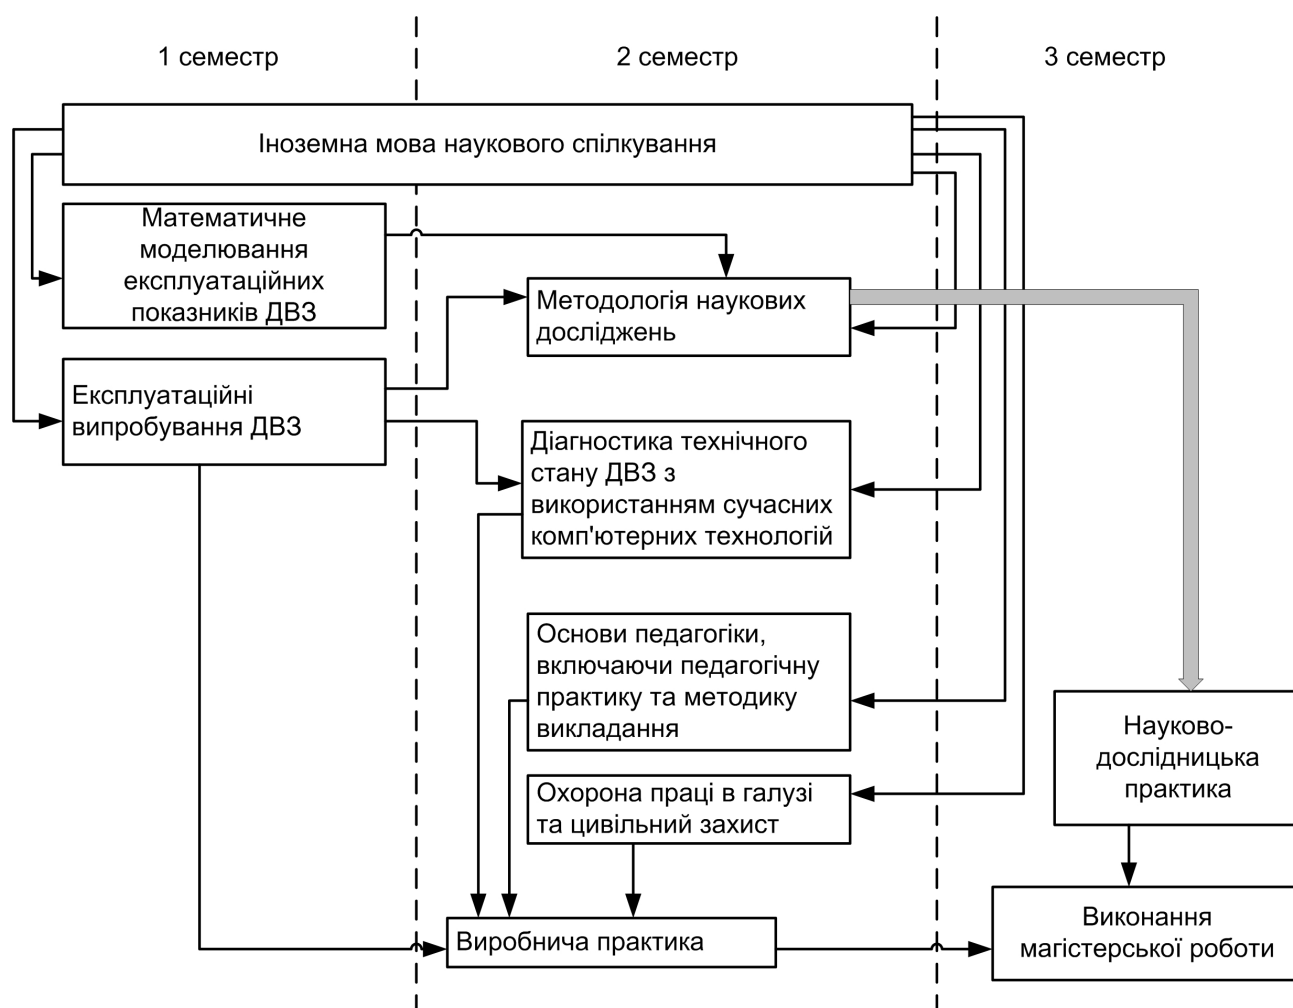 1 семестр
2 семестр
3 семестр
Іноземна мова наукового спілкування
Математичне
моделювання
експлуатаційних
показників ДВЗ
Методологія наукових
досліджень
Експлуатаційні
випробування ДВЗ
Діагностика технічного
стану ДВЗ з
використанням сучасних
комп'ютерних технологій
Основи педагогіки,
включаючи педагогічну
практику та методику
викладання
Науково-
дослідницька
практика
Охорона праці в галузі
та цивільний захист
Виробнича практика
Виконання
магістерської роботи